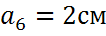 a₆ = 2см